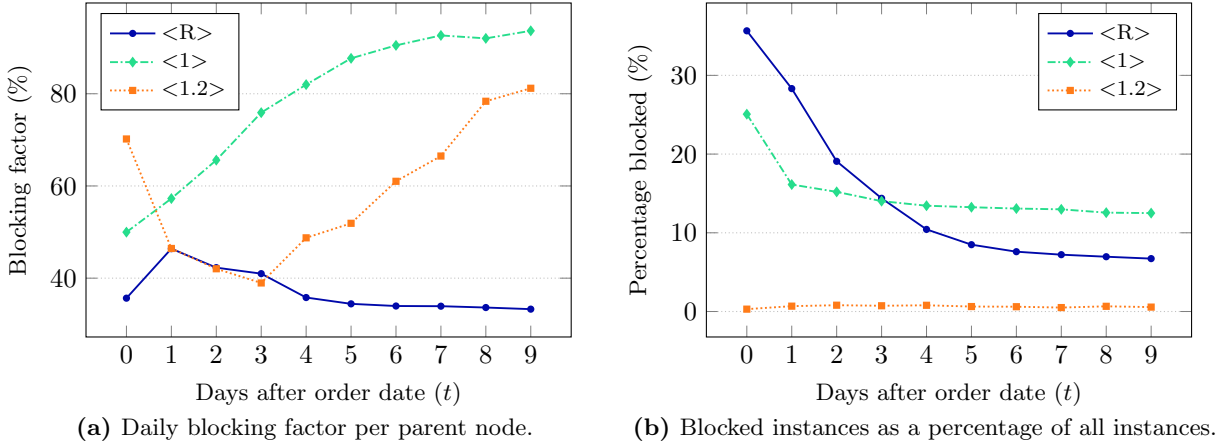 <R>
<1>
<1.2>
Blocking factor (%)
80
60
40
0 1 2 3 4 5 6 7 8 9
Days after order date (t)
(a) Daily blocking factor per parent node.
<R>
<1>
<1.2>
Percentage blocked (%)
30
20
10
0
0 1 2 3 4 5 6 7 8 9
Days after order date (t)
(b) Blocked instances as a percentage of all instances.